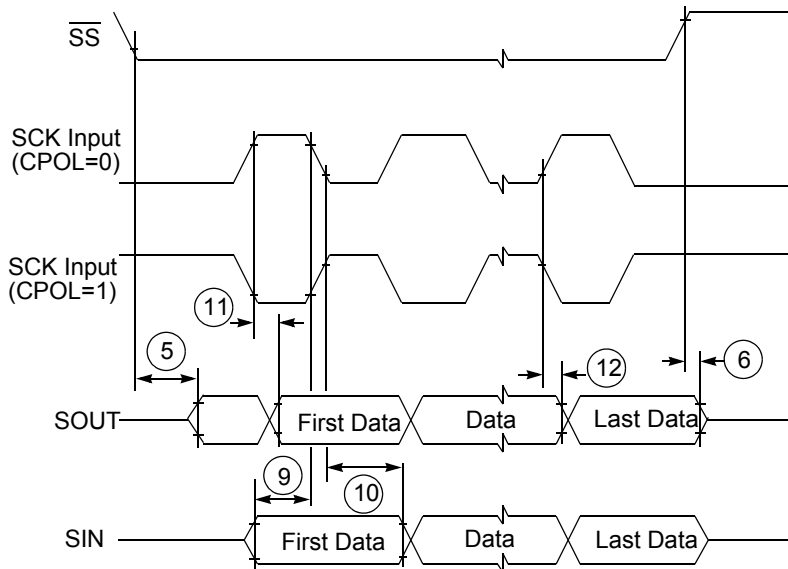 SS
SCK Input
(CPOL=0)
SCK Input
(CPOL=1)
11
5
12
6
SOUT
First Data
Data
Last Data
9
10
SIN
First Data
Data
Last Data